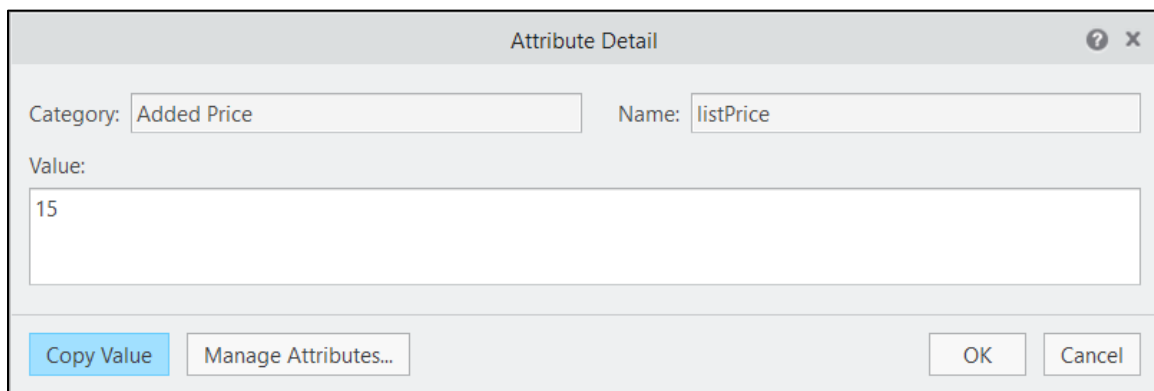 Attribute Detail
Category: Added Price Name: listPrice
Value:
15
Copy Value Manage Attributes... OK Cancel